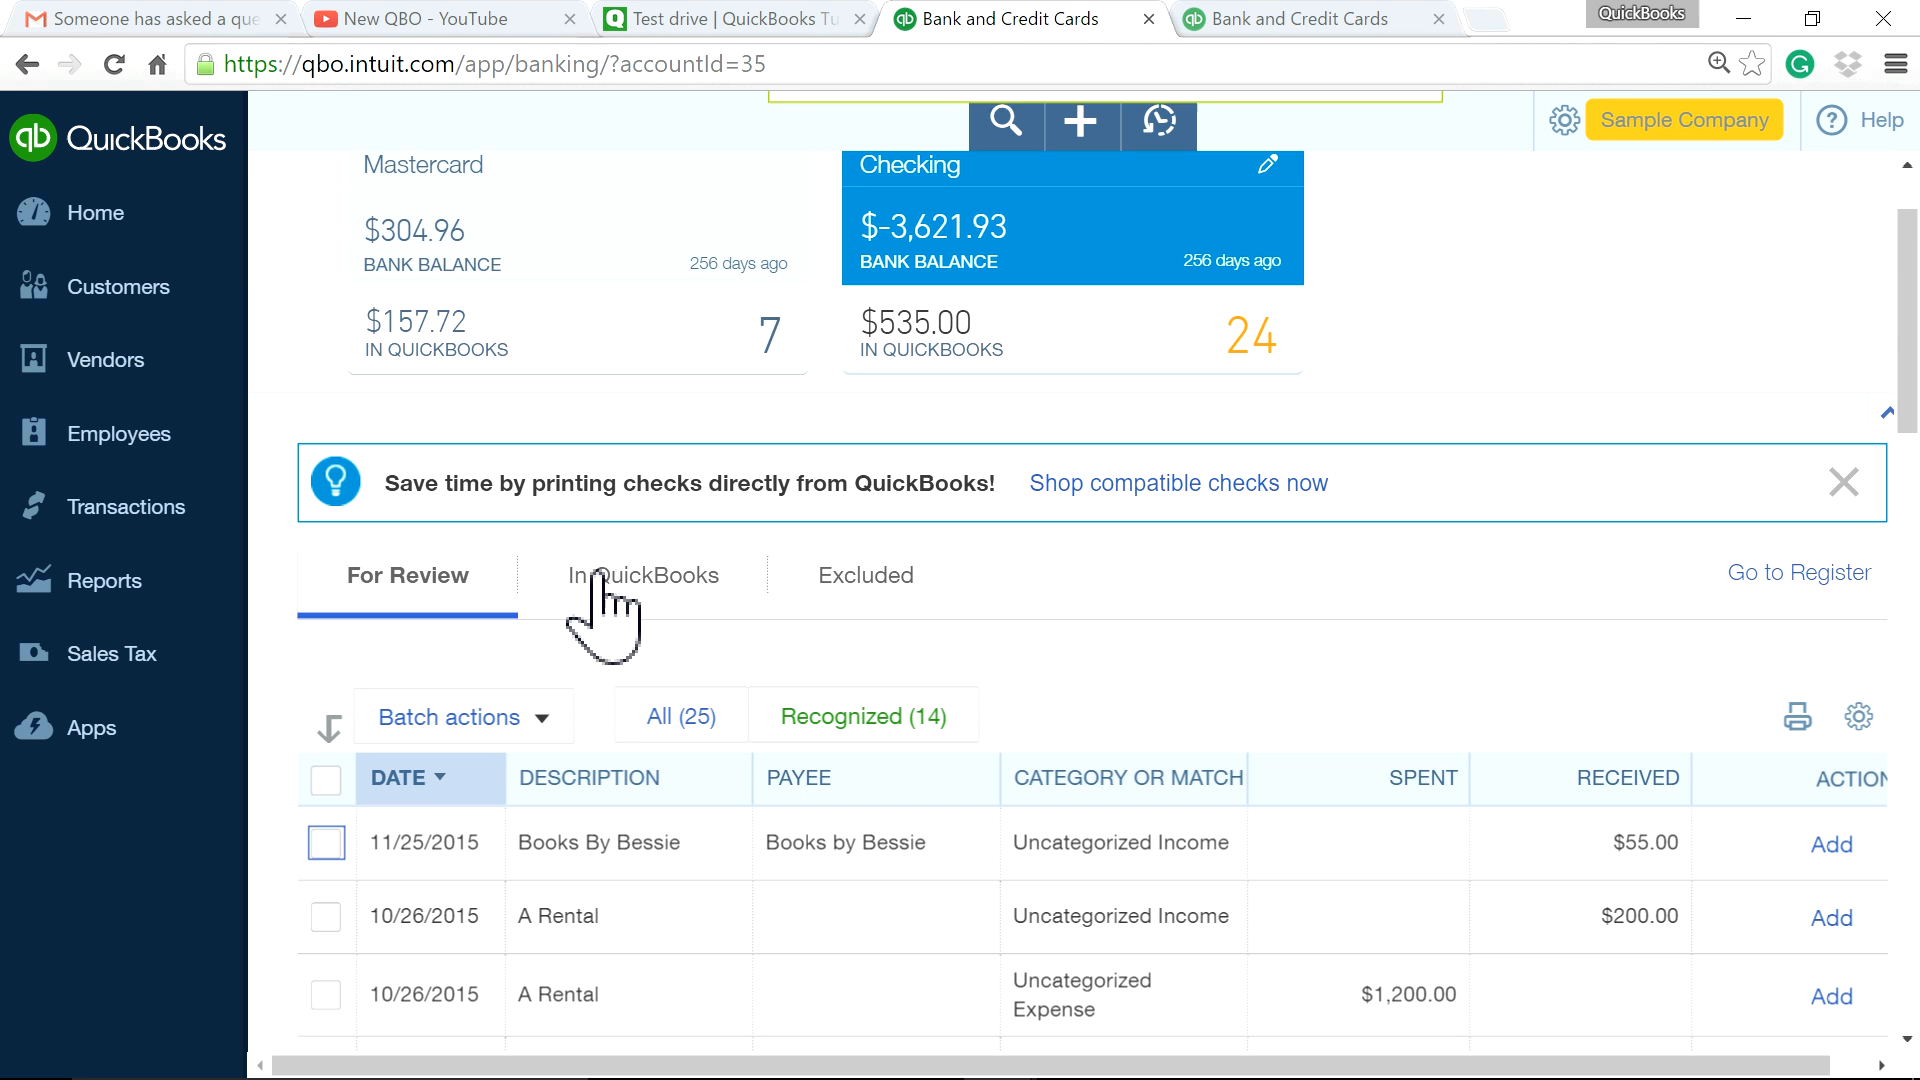 Someone has asked a que
New QBO - YouTube
Test drive | QuickBooks Tu
Bank and Credit Cards
Bank and Credit Cards
QuickBooks
https://qbo.intuit.com/app/banking/?accountId=35
qb QuickBooks
Sample Company
Help
Home
Customers
Vendors
Employees
Transactions
Reports
Sales Tax
Apps
Mastercard
$304.96
BANK BALANCE
256 days ago
$157.72
IN QUICKBOOKS
7
Checking
$-3,621.93
BANK BALANCE
256 days ago
$535.00
IN QUICKBOOKS
24
Save time by printing checks directly from QuickBooks! Shop compatible checks now
For Review
In QuickBooks
Excluded
Go to Register
Batch actions
All (25)
Recognized (14)
DATE DESCRIPTION PAYEE CATEGORY OR MATCH SPENT RECEIVED ACTION
11/25/2015 Books By Bessie Books by Bessie Uncategorized Income $55.00 Add
10/26/2015 A Rental Uncategorized Income $200.00 Add
10/26/2015 A Rental Uncategorized Expense $1,200.00 Add